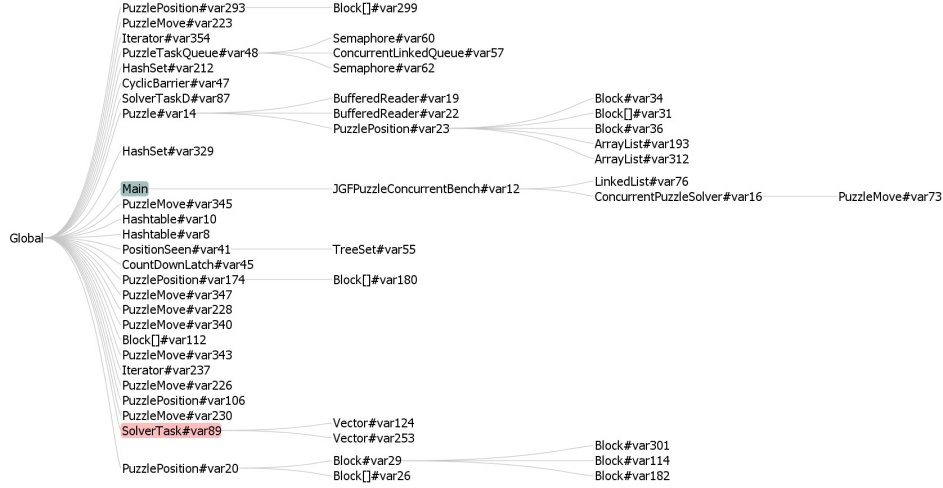 PuzzlePosition#var293 Block[]#var299
PuzzleMove#var223
Iterator#var354 Semaphore#var60
PuzzleTaskQueue#var48 ConcurrentLinkedQueue#var57
HashSet#var212 Semaphore#var62
CyclicBarrier#var47
SolverTaskD#var87 BufferedReader#var19 Block#var34
Puzzle#var14 BufferedReader#var22 Block[]#var31
PuzzlePosition#var23 Block#var36
ArrayList#var193
HashSet#var329 ArrayList#var312
LinkedList#var76
Main JGFPuzzleConcurrentBench#var12
ConcurrentPuzzleSolver#var16 PuzzleMove#var73
PuzzleMove#var345
Hashtable#var10
Global Hashtable#var8
PositionSeen#var41 TreeSet#var55
CountDownLatch#var45
PuzzlePosition#var174 Block[]#var180
PuzzleMove#var347
PuzzleMove#var228
PuzzleMove#var340
Block[]#var112
PuzzleMove#var343
Iterator#var237
PuzzleMove#var226
PuzzlePosition#var106
PuzzleMove#var230
SolverTask#var89 Vector#var124
Vector#var253
Block#var301
PuzzlePosition#var20 Block#var29 Block#var114
Block[]#var26 Block#var182